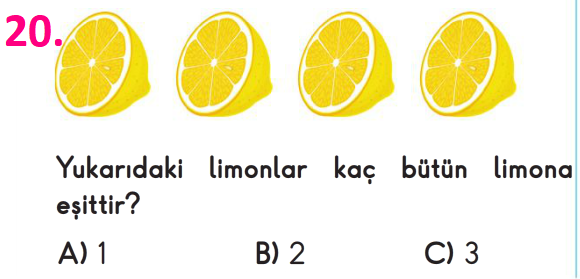 20.
Yukarıdaki limonlar kaç bütün limona
eşittir?
A) 1 B) 2 C) 3